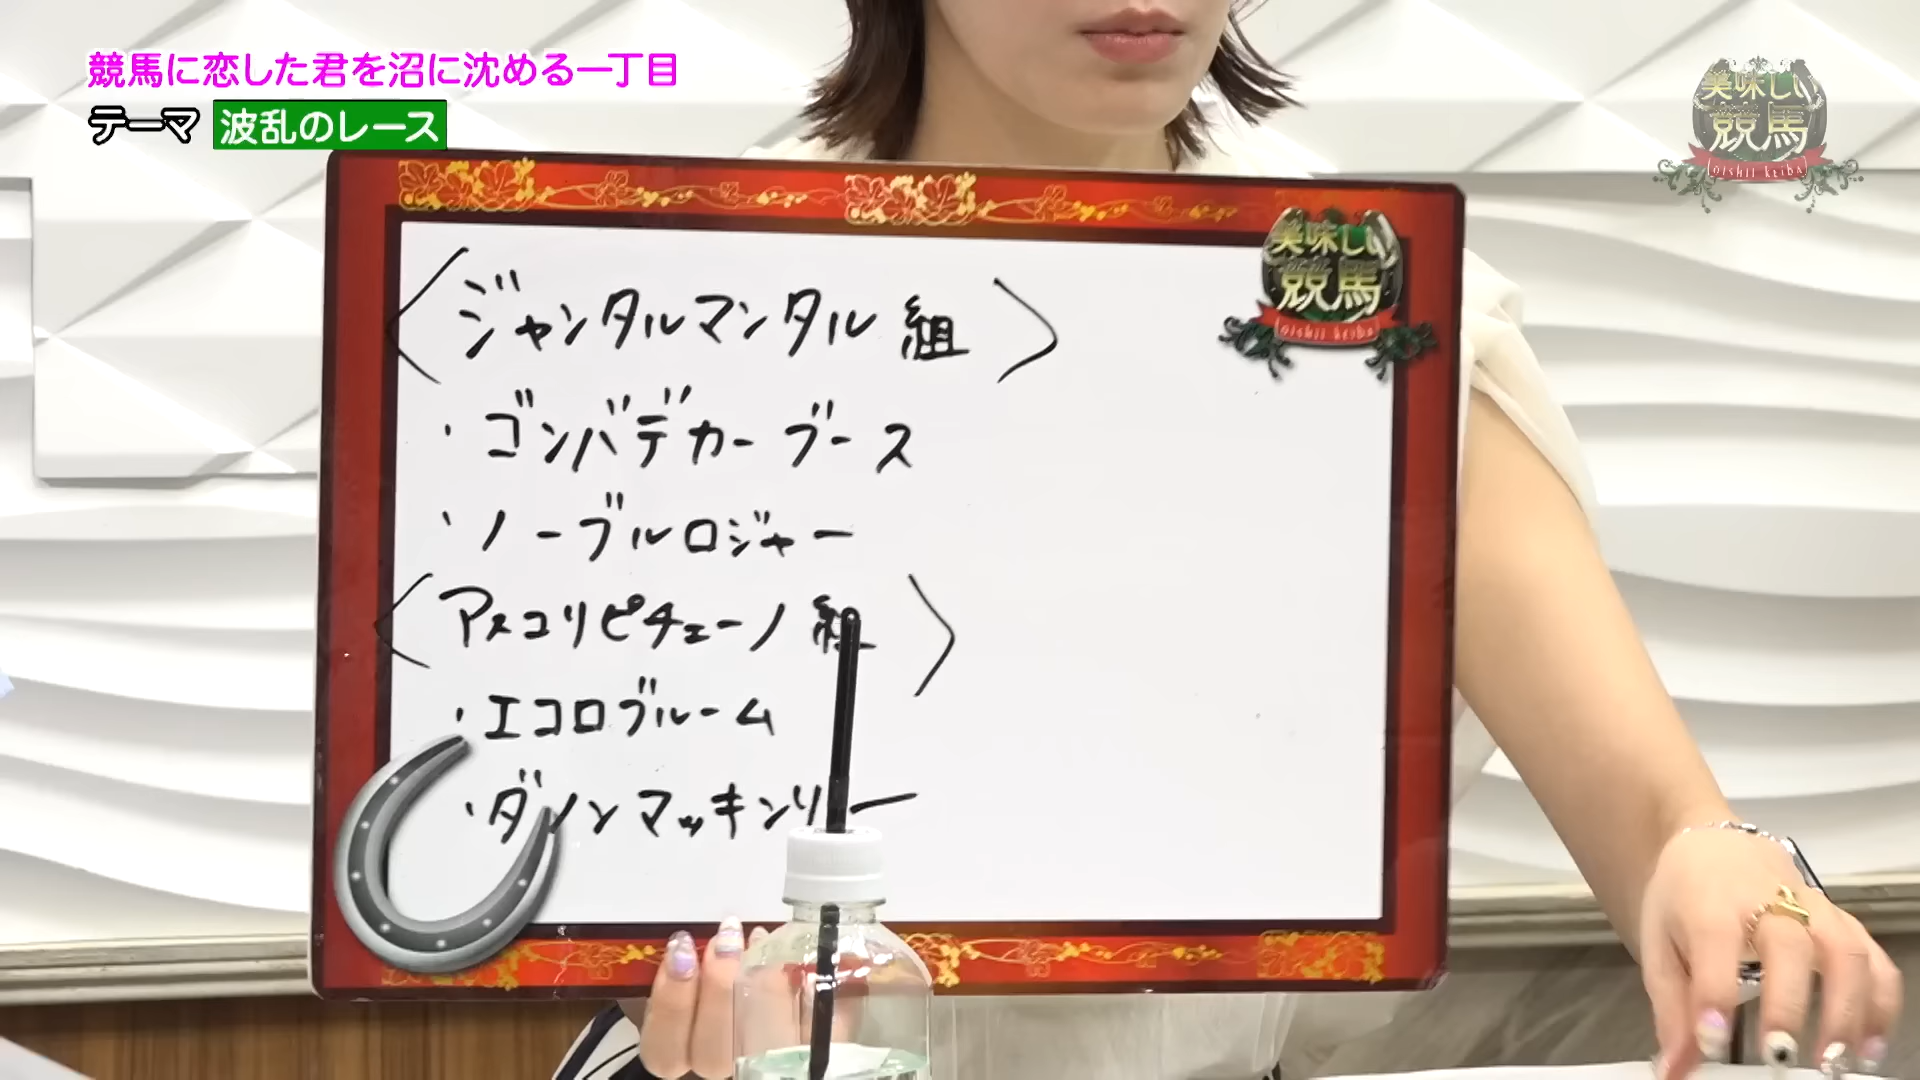 競馬に恋した君を沼に沈める一丁目
テーマ 波乱のレース
美味しい
競馬
oishii keiba
美味しい
競馬
oishii keiba
〈ジャンタルマンタル組〉
・ゴンバデカーブース
・ノーブルロジャー
〈アスコリピチェーノ組〉
・エコロブルーム
・ダノンマッキンリー